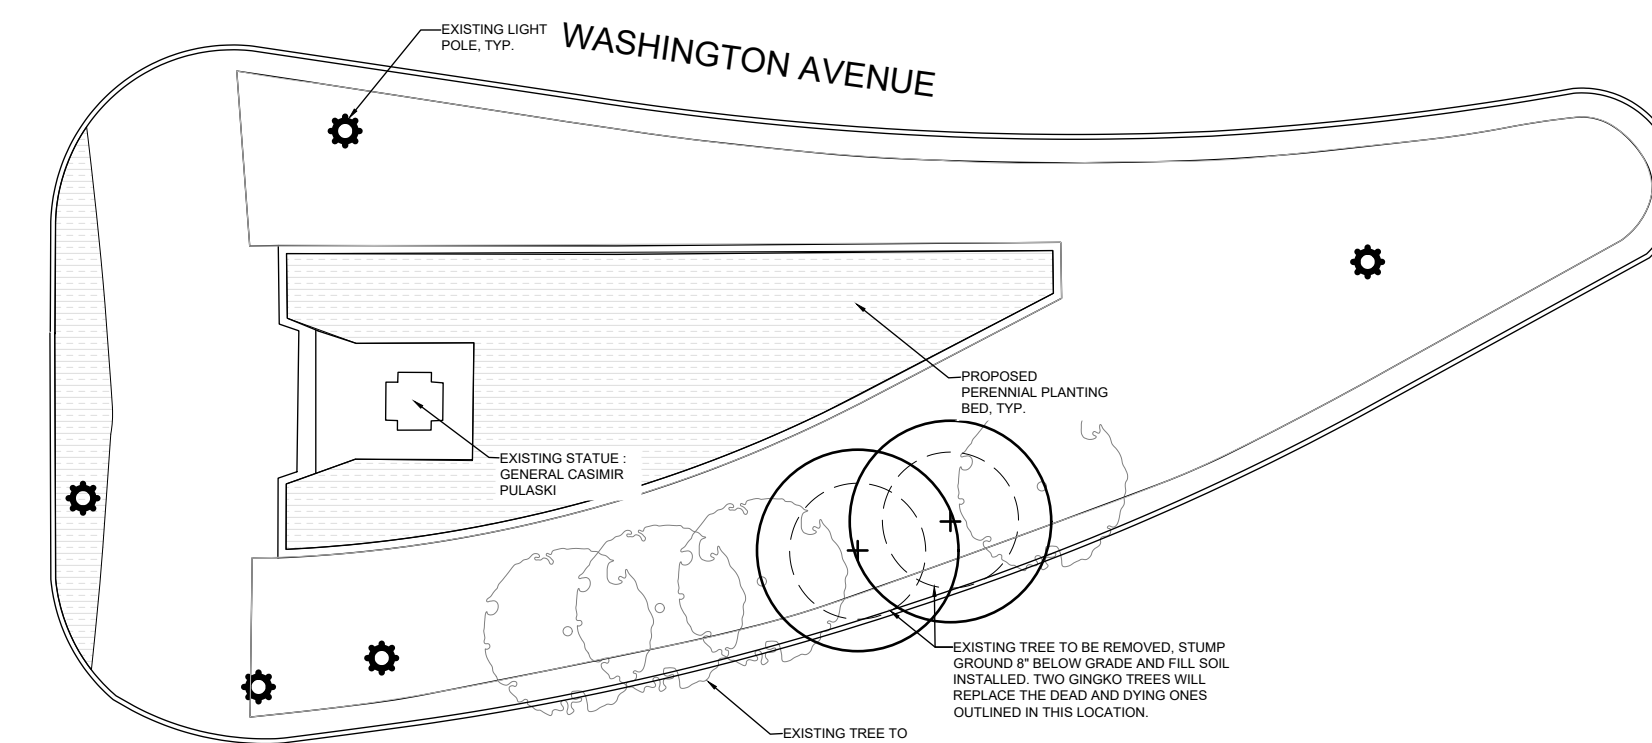 EXISTING LIGHT
POLE, TYP.
WASHINGTON AVENUE
PROPOSED
PERENNIAL PLANTING
BED, TYP.
EXISTING STATUE :
GENERAL CASIMIR
PULASKI
EXISTING TREE TO BE REMOVED, STUMP
GROUND 8" BELOW GRADE AND FILL SOIL
INSTALLED. TWO GINGKO TREES WILL
REPLACE THE DEAD AND DYING ONES
OUTLINED IN THIS LOCATION.
EXISTING TREE TO